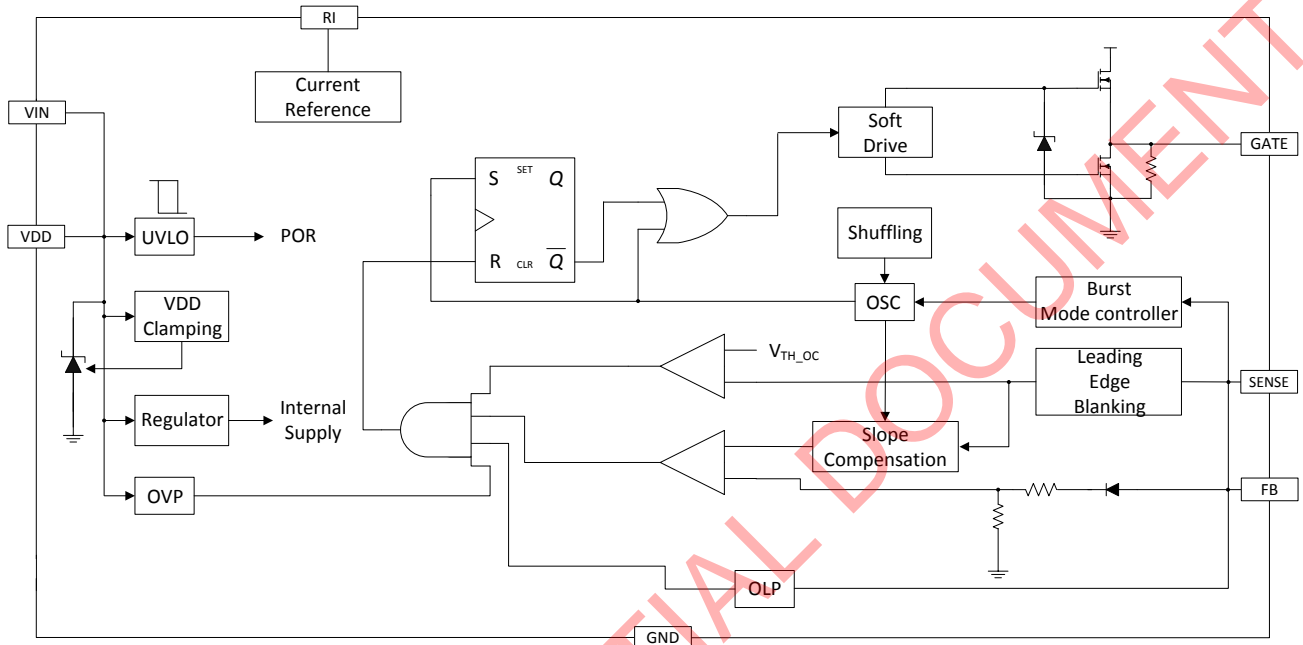 RI
Current
Reference
VIN
Soft
Drive
GATE
S SET Q
UVLO
POR
VDD
Shuffling
R CLR Q̅
VDD
Clamping
OSC
Burst
Mode controller
V_TH_OC
Leading
Edge
Blanking
SENSE
Regulator
Internal
Supply
Slope
Compensation
OVP
FB
OLP
GND
TIAL DOCUMENT